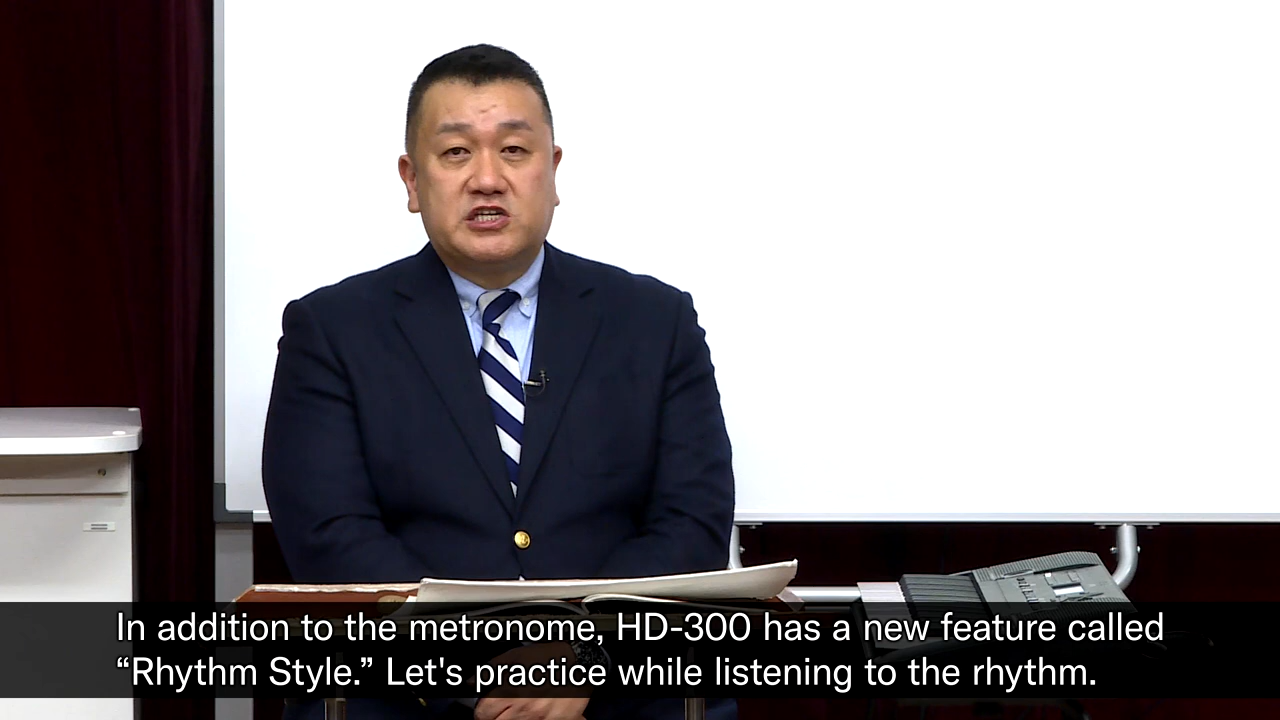 In addition to the metronome, HD-300 has a new feature called
“Rhythm Style.” Let's practice while listening to the rhythm.